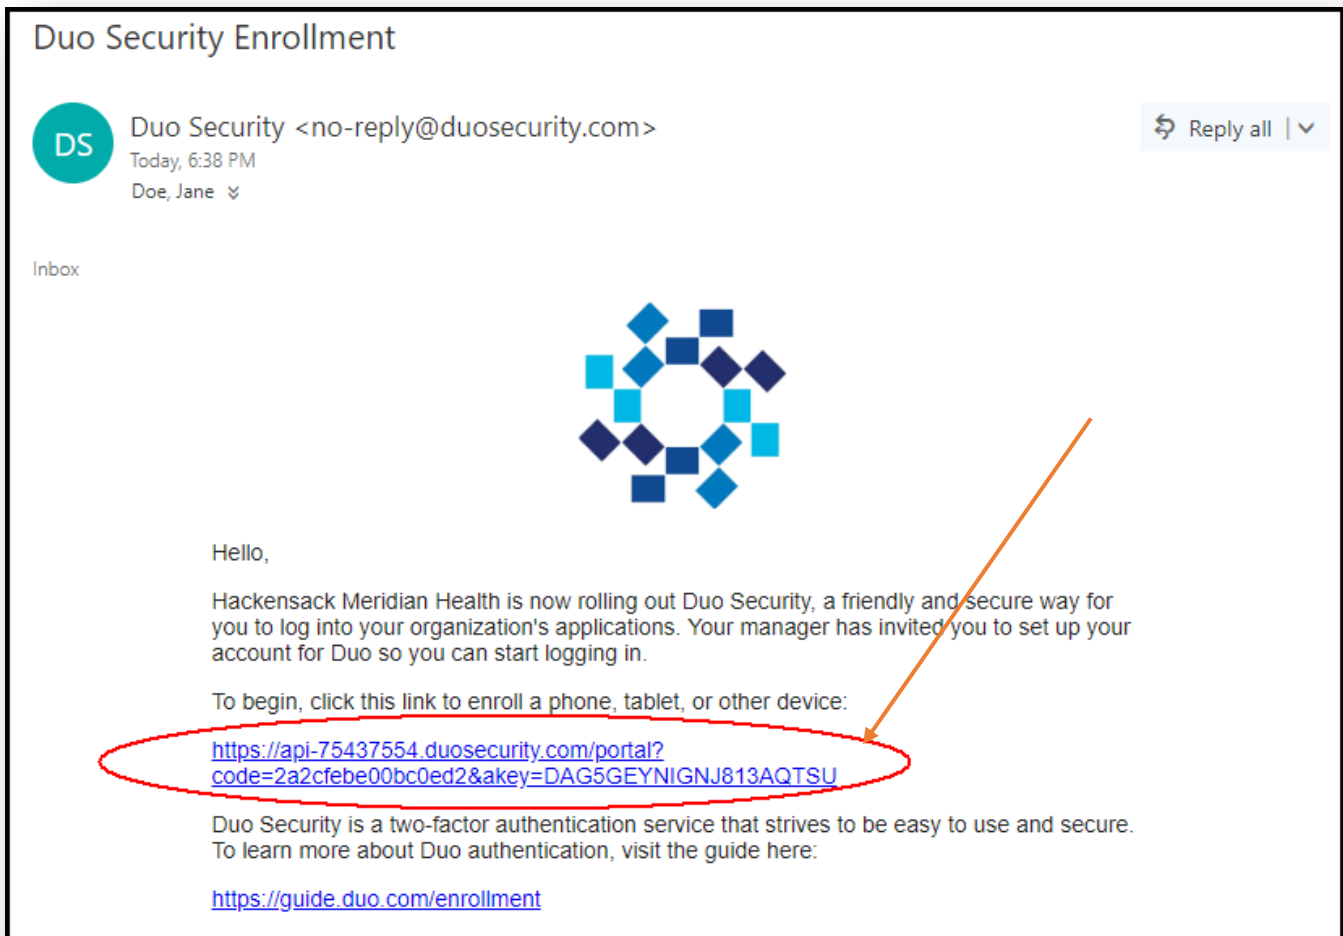 Duo Security Enrollment
DS
Duo Security <no-reply@duosecurity.com>
Reply all
Today, 6:38 PM
Doe, Jane
Inbox
Hello,
Hackensack Meridian Health is now rolling out Duo Security, a friendly and secure way for
you to log into your organization's applications. Your manager has invited you to set up your
account for Duo so you can start logging in.
To begin, click this link to enroll a phone, tablet, or other device:
https://api-75437554.duosecurity.com/portal?
code=2a2cfebe00bc0ed2&akey=DAG5GEYNIGNJ813AQTSU
Duo Security is a two-factor authentication service that strives to be easy to use and secure.
To learn more about Duo authentication, visit the guide here:
https://guide.duo.com/enrollment